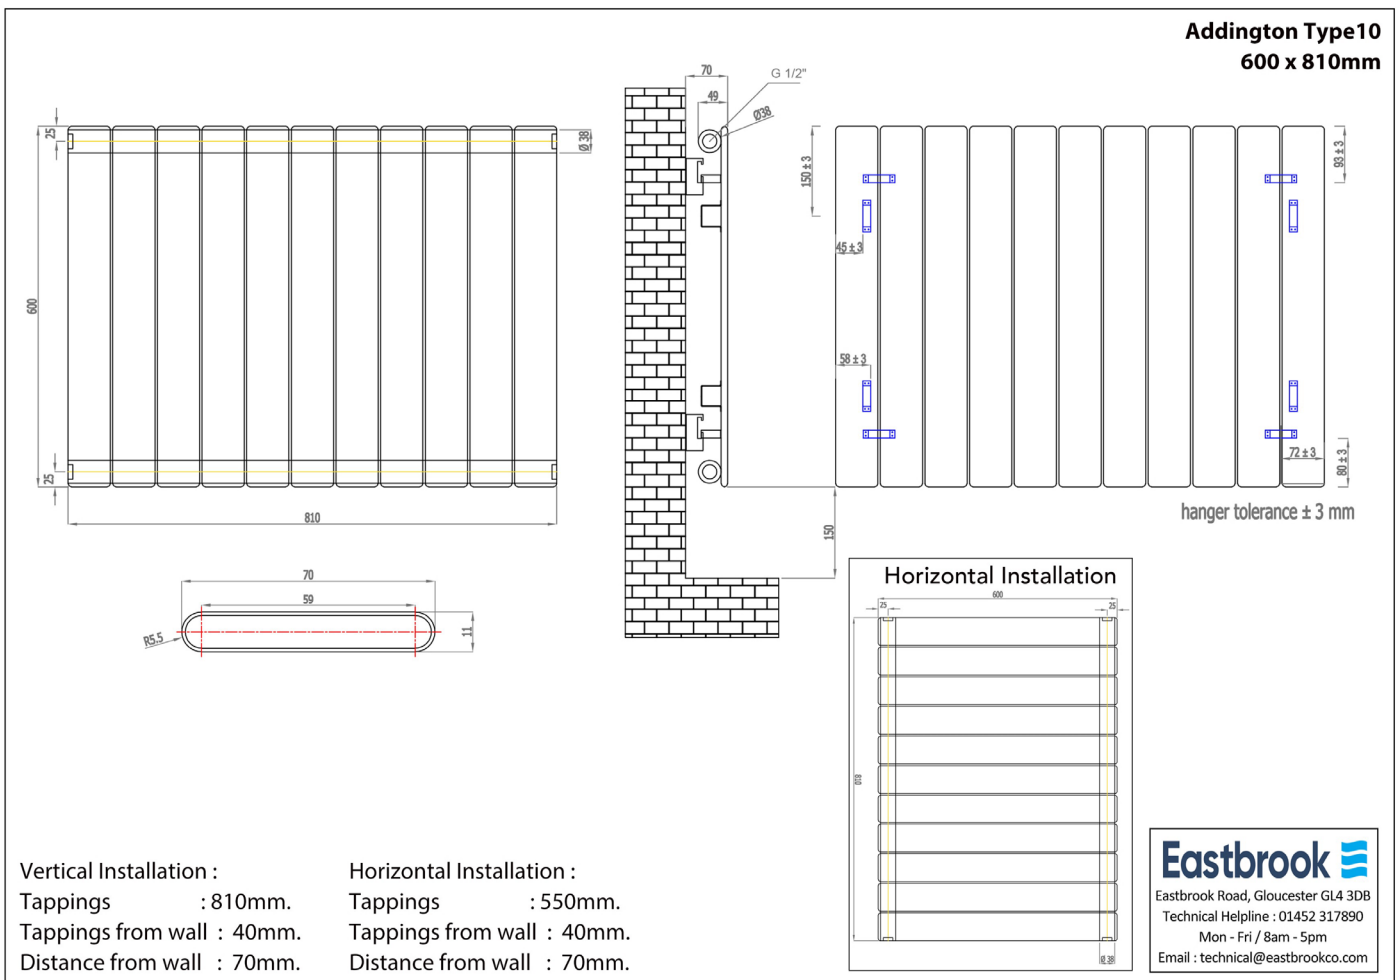 Addington Type10
600 x 810mm
25
Ø 38
600
25
810
70
G 1/2"
49
Ø38
150
150 ± 3
93 ± 3
45 ± 3
58 ± 3
72 ± 3
80 ± 3
hanger tolerance ± 3 mm
70
59
11
R5.5
Horizontal Installation
600
25
25
810
Ø 38
Vertical Installation :
Tappings : 810mm.
Tappings from wall : 40mm.
Distance from wall : 70mm.
Horizontal Installation :
Tappings : 550mm.
Tappings from wall : 40mm.
Distance from wall : 70mm.
Eastbrook
Eastbrook Road, Gloucester GL4 3DB
Technical Helpline : 01452 317890
Mon - Fri / 8am - 5pm
Email : technical@eastbrookco.com